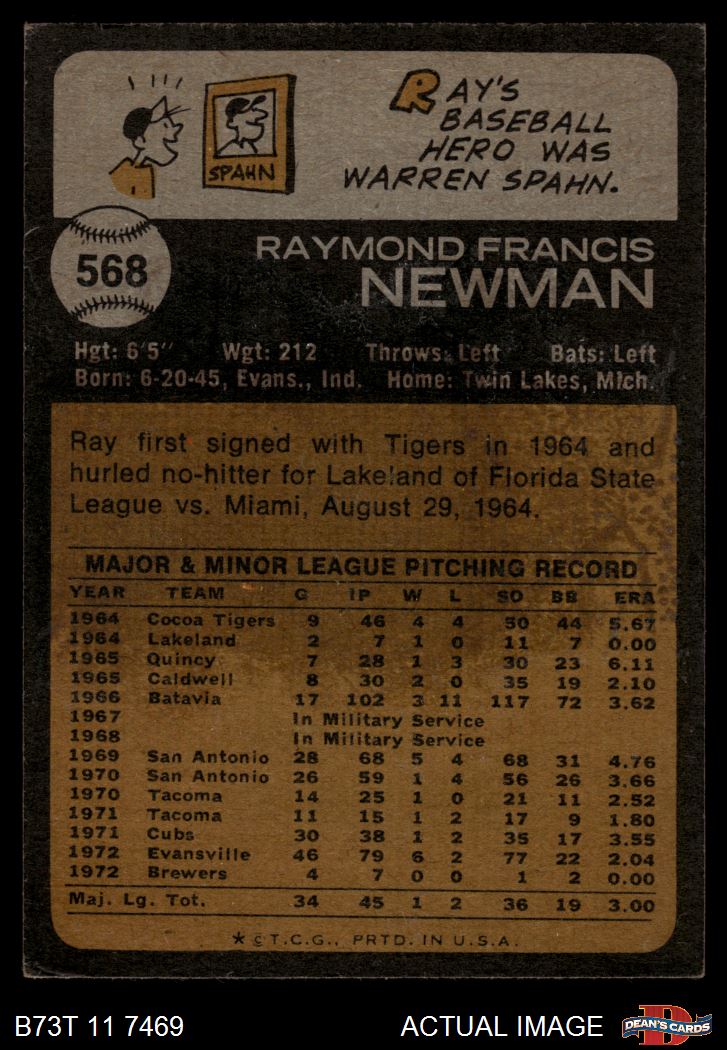 RAY'S
BASEBALL
HERO WAS
WARREN SPAHN.
SPAHN
568
RAYMOND FRANCIS
NEWMAN
Hgt: 6'5" Wgt: 212 Throws: Left Bats: Left
Born: 6-20-45, Evans., Ind. Home: Twin Lakes, Mich.
Ray first signed with Tigers in 1964 and
hurled no-hitter for Lakeland of Florida State
League vs. Miami, August 29, 1964.
MAJOR & MINOR LEAGUE PITCHING RECORD
YEAR TEAM G IP W L SO BB ERA
1964 Cocoa Tigers 9 46 4 4 50 44 5.67
1964 Lakeland 2 7 1 0 11 7 0.00
1965 Quincy 7 28 1 3 30 23 6.11
1965 Caldwell 8 30 2 0 35 19 2.10
1966 Batavia 17 102 3 11 117 72 3.62
1967 In Military Service
1968 In Military Service
1969 San Antonio 28 68 5 4 68 31 4.76
1970 San Antonio 26 59 1 4 56 26 3.66
1970 Tacoma 14 25 1 0 21 11 2.52
1971 Tacoma 11 15 1 2 17 9 1.80
1971 Cubs 30 38 1 2 35 17 3.55
1972 Evansville 46 79 6 2 77 22 2.04
1972 Brewers 4 7 0 0 1 2 0.00
Maj. Lg. Tot. 34 45 1 2 36 19 3.00
* © T.C.G., PRTD. IN U.S.A.
B73T 11 7469 ACTUAL IMAGE D DEAN'S CARDS